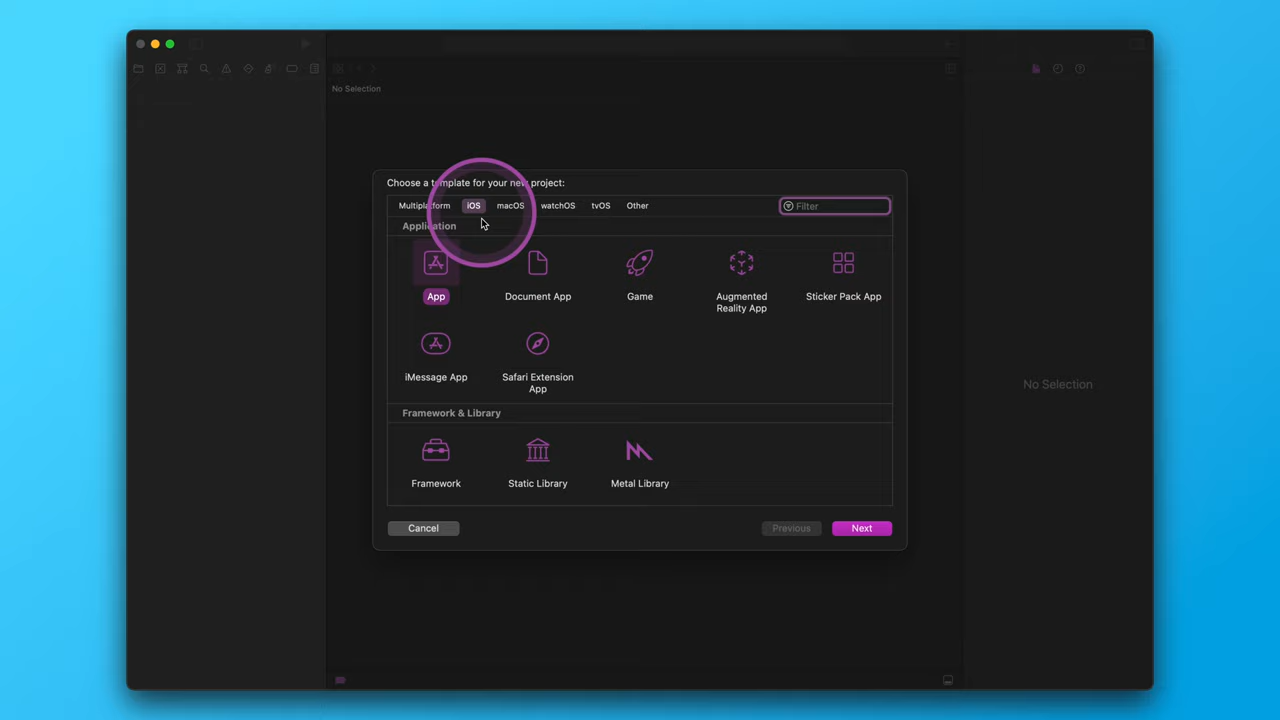 No Selection
Choose a template for your new project:
Multiplatform iOS macOS watchOS tvOS Other Filter
Application
App Document App Game Augmented Reality App Sticker Pack App
iMessage App Safari Extension App
Framework & Library
Framework Static Library Metal Library
Cancel Previous Next
No Selection